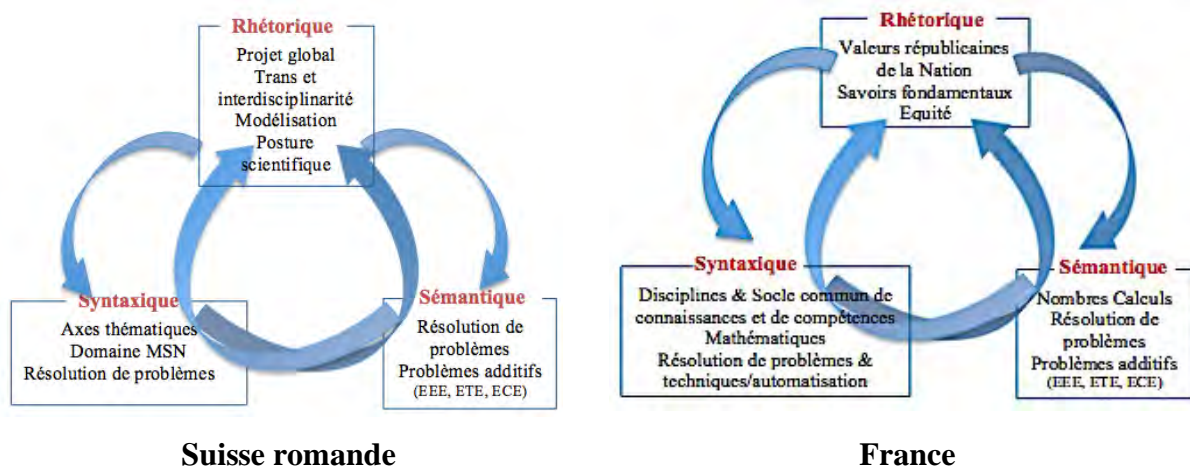 Rhétorique
Projet global
Trans et
interdisciplinarité
Modélisation
Posture
scientifique
Syntaxique
Axes thématiques
Domaine MSN
Résolution de problèmes
Sémantique
Résolution de
problèmes
Problèmes additifs
(EEE, ETE, ECE)
Suisse romande
Rhétorique
Valeurs républicaines
de la Nation
Savoirs fondamentaux
Equité
Syntaxique
Disciplines & Socle commun de
connaissances et de compétences
Mathématiques
Résolution de problèmes &
techniques/automatisation
Sémantique
Nombres Calculs
Résolution de
problèmes
Problèmes additifs
(EEE, ETE, ECE)
France